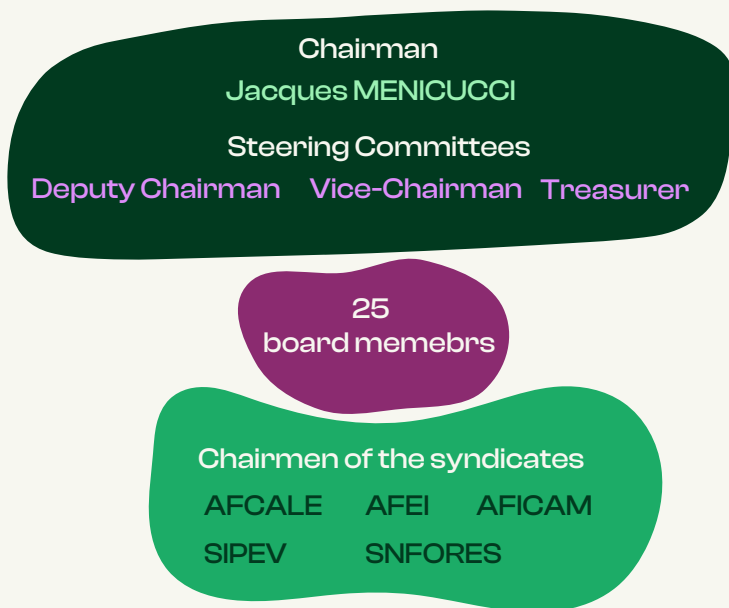 Chairman
Jacques MENICUCCI
Steering Committees
Deputy Chairman Vice-Chairman Treasurer
25
board memebrs
Chairmen of the syndicates
AFCALE AFEI AFICAM
SIPEV SNFORES